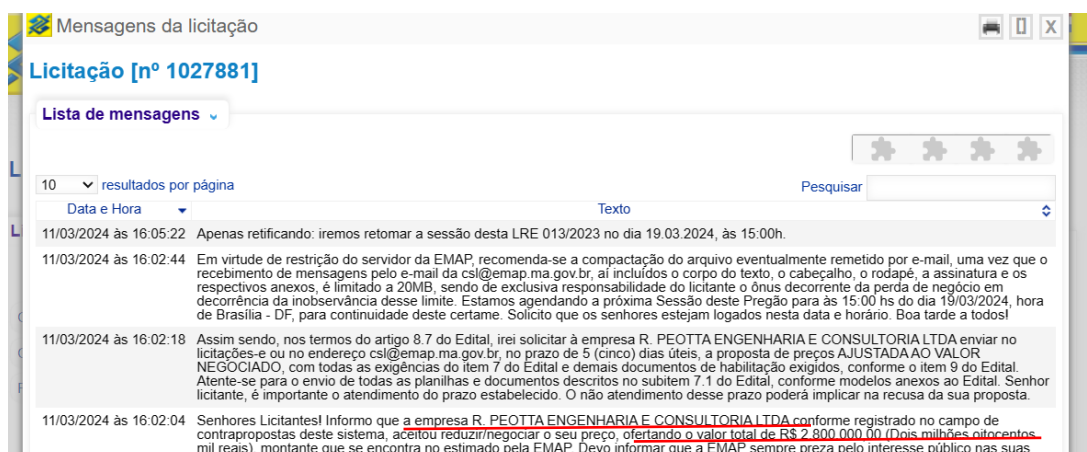 Mensagens da licitação
X
Licitação [nº 1027881]
Lista de mensagens
10 resultados por página
Pesquisar
Data e Hora Texto
11/03/2024 às 16:05:22 Apenas retificando: iremos retomar a sessão desta LRE 013/2023 no dia 19.03.2024, às 15:00h.
11/03/2024 às 16:02:44 Em virtude de restrição do servidor da EMAP, recomenda-se a compactação do arquivo eventualmente remetido por e-mail, uma vez que o
recebimento de mensagens pelo e-mail da csl@emap.ma.gov.br, aí incluídos o corpo do texto, o cabeçalho, o rodapé, a assinatura e os
respectivos anexos, é limitado a 20MB, sendo de exclusiva responsabilidade do licitante o ônus decorrente da perda de negócio em
decorrência da inobservância desse limite. Estamos agendando a próxima Sessão deste Pregão para às 15:00 hs do dia 19/03/2024, hora
de Brasília - DF, para continuidade deste certame. Solicito que os senhores estejam logados nesta data e horário. Boa tarde a todos!
11/03/2024 às 16:02:18 Assim sendo, nos termos do artigo 8.7 do Edital, irei solicitar à empresa R. PEOTTA ENGENHARIA E CONSULTORIA LTDA enviar no
licitações-e ou no endereço csl@emap.ma.gov.br, no prazo de 5 (cinco) dias úteis, a proposta de preços AJUSTADA AO VALOR
NEGOCIADO, com todas as exigências do item 7 do Edital e demais documentos de habilitação exigidos, conforme o item 9 do Edital.
Atente-se para o envio de todas as planilhas e documentos descritos no subitem 7.1 do Edital, conforme modelos anexos ao Edital. Senhor
licitante, é importante o atendimento do prazo estabelecido. O não atendimento desse prazo poderá implicar na recusa da sua proposta.
11/03/2024 às 16:02:04 Senhores Licitantes! Informo que a empresa R. PEOTTA ENGENHARIA E CONSULTORIA LTDA conforme registrado no campo de
contrapropostas deste sistema, aceitou reduzir/negociar o seu preço, ofertando o valor total de R$ 2.800.000,00 (Dois milhões oitocentos
mil reais), montante que se encontra no estimado pela EMAP. Devo informar que a EMAP sempre preza pelo interesse público nas suas